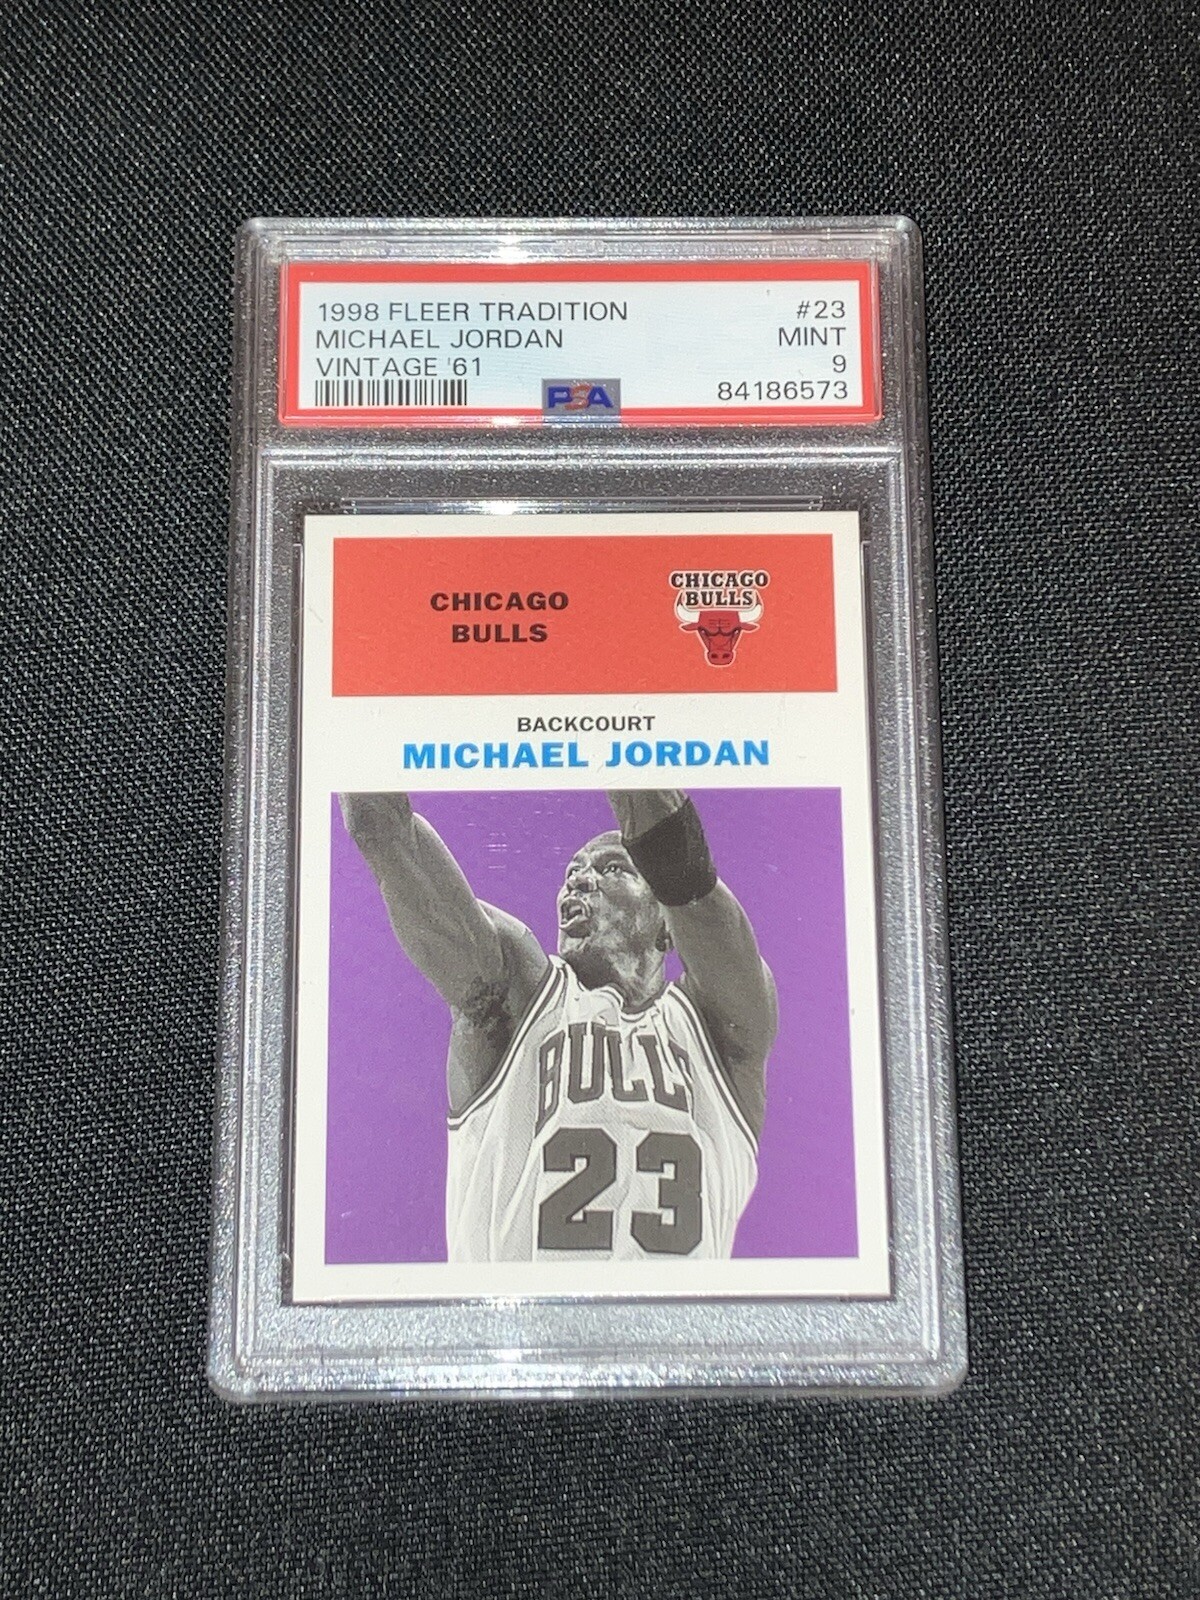 1998 FLEER TRADITION #23
MICHAEL JORDAN MINT
VINTAGE '61 9
PSA 84186573
CHICAGO
BULLS
CHICAGO
BULLS
BACKCOURT
MICHAEL JORDAN
BULLS
23